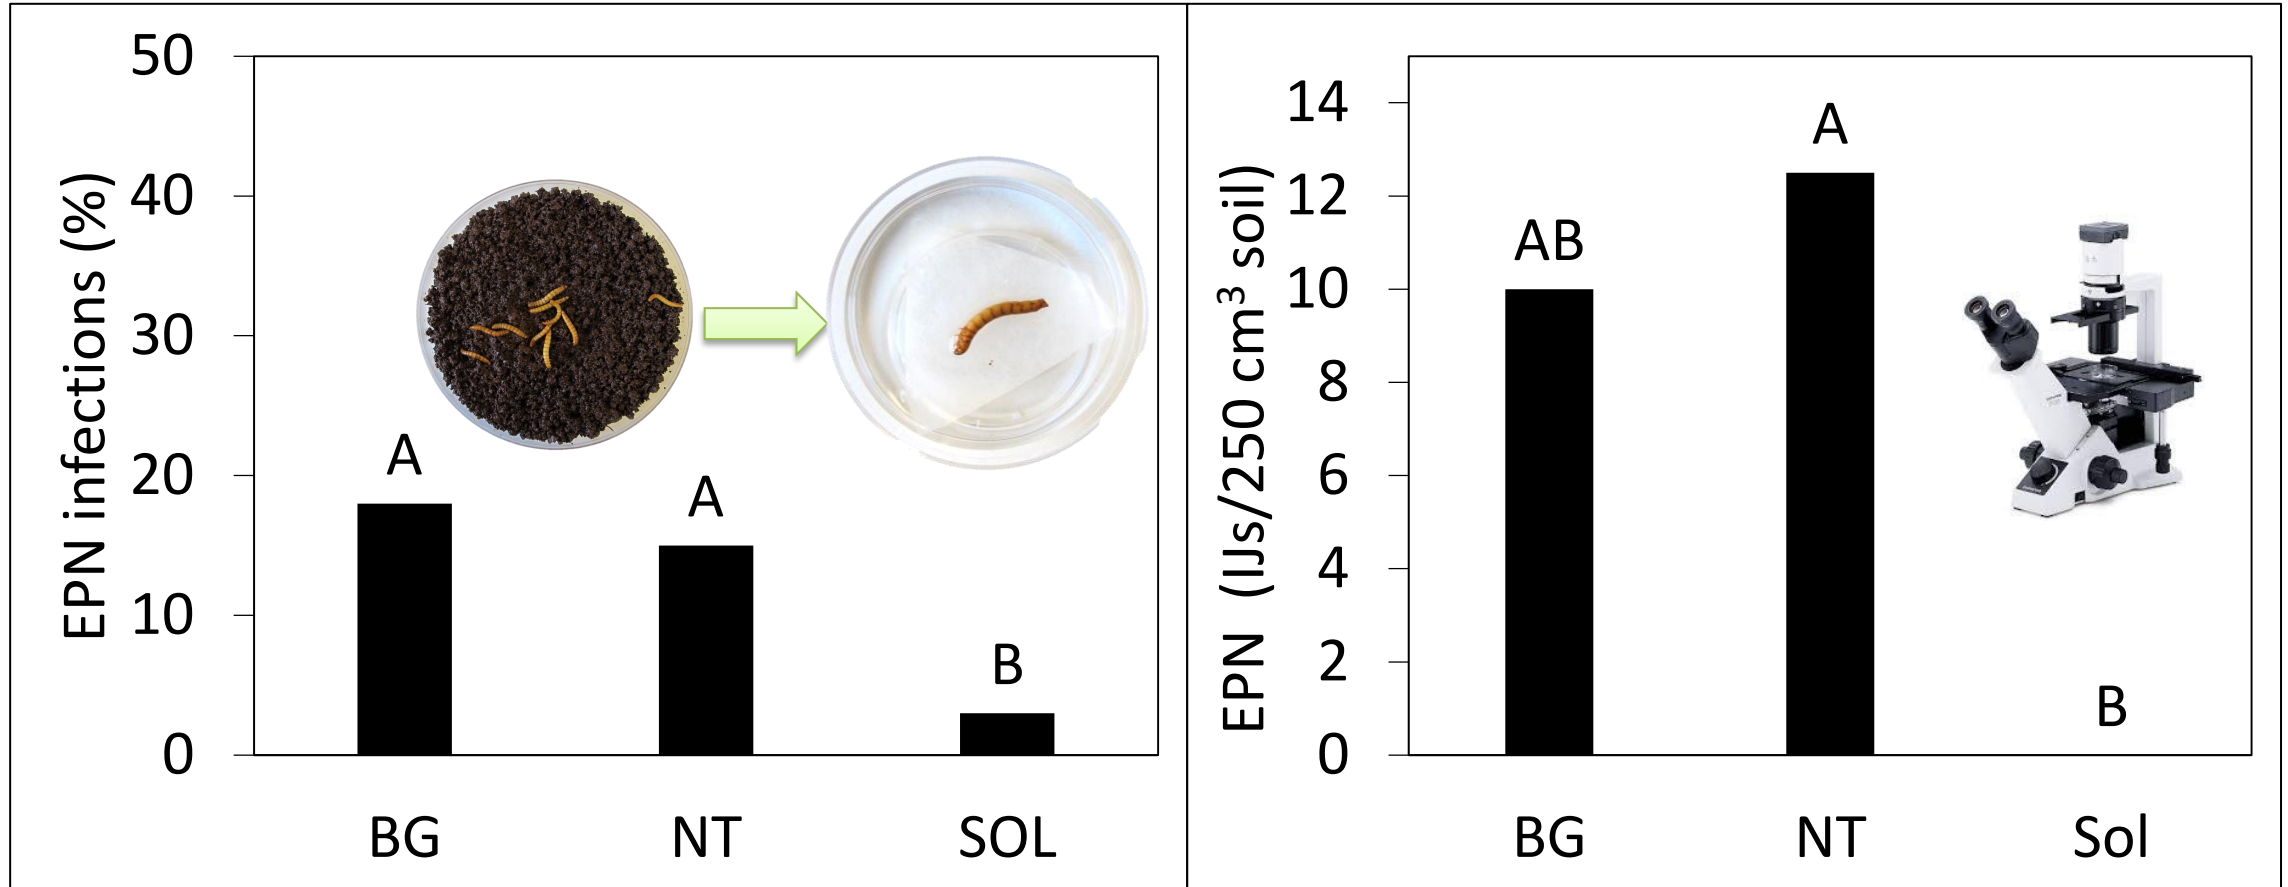 EPN infections (%)
50
40
30
20
10
0
A
A
B
BG
NT
SOL
EPN (IJs/250 cm³ soil)
14
12
10
8
6
4
2
0
AB
A
B
BG
NT
Sol